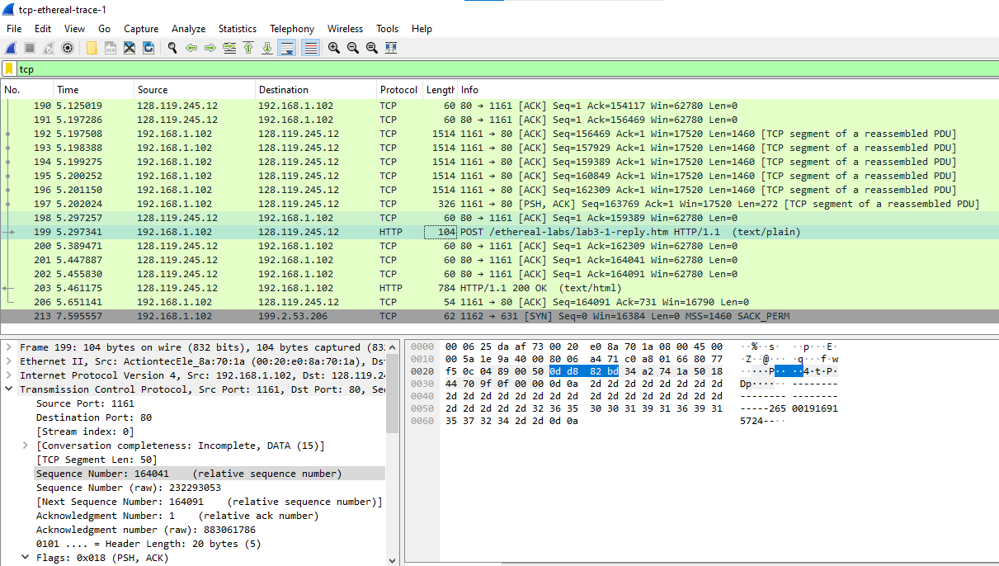 tcp-ethereal-trace-1
File Edit View Go Capture Analyze Statistics Telephony Wireless Tools Help
tcp
No. Time Source Destination Protocol Length Info
190 5.125019 128.119.245.12 192.168.1.102 TCP 60 80 → 1161 [ACK] Seq=1 Ack=154117 Win=62780 Len=0
191 5.197286 128.119.245.12 192.168.1.102 TCP 60 80 → 1161 [ACK] Seq=1 Ack=156469 Win=62780 Len=0
192 5.197508 192.168.1.102 128.119.245.12 TCP 1514 1161 → 80 [ACK] Seq=156469 Ack=1 Win=17520 Len=1460 [TCP segment of a reassembled PDU]
193 5.198388 192.168.1.102 128.119.245.12 TCP 1514 1161 → 80 [ACK] Seq=157929 Ack=1 Win=17520 Len=1460 [TCP segment of a reassembled PDU]
194 5.199275 192.168.1.102 128.119.245.12 TCP 1514 1161 → 80 [ACK] Seq=159389 Ack=1 Win=17520 Len=1460 [TCP segment of a reassembled PDU]
195 5.200252 192.168.1.102 128.119.245.12 TCP 1514 1161 → 80 [ACK] Seq=160849 Ack=1 Win=17520 Len=1460 [TCP segment of a reassembled PDU]
196 5.201150 192.168.1.102 128.119.245.12 TCP 1514 1161 → 80 [ACK] Seq=162309 Ack=1 Win=17520 Len=1460 [TCP segment of a reassembled PDU]
197 5.202024 192.168.1.102 128.119.245.12 TCP 326 1161 → 80 [PSH, ACK] Seq=163769 Ack=1 Win=17520 Len=272 [TCP segment of a reassembled PDU]
198 5.297257 128.119.245.12 192.168.1.102 TCP 60 80 → 1161 [ACK] Seq=1 Ack=159389 Win=62780 Len=0
199 5.297341 192.168.1.102 128.119.245.12 HTTP 104 POST /ethereal-labs/lab3-1-reply.htm HTTP/1.1 (text/plain)
200 5.389471 128.119.245.12 192.168.1.102 TCP 60 80 → 1161 [ACK] Seq=1 Ack=162309 Win=62780 Len=0
201 5.447887 128.119.245.12 192.168.1.102 TCP 60 80 → 1161 [ACK] Seq=1 Ack=164041 Win=62780 Len=0
202 5.455830 128.119.245.12 192.168.1.102 TCP 60 80 → 1161 [ACK] Seq=1 Ack=164091 Win=62780 Len=0
203 5.461175 128.119.245.12 192.168.1.102 HTTP 784 HTTP/1.1 200 OK (text/html)
206 5.651141 192.168.1.102 128.119.245.12 TCP 54 1161 → 80 [ACK] Seq=164091 Ack=731 Win=16790 Len=0
213 7.595557 192.168.1.102 199.2.53.206 TCP 62 1162 → 631 [SYN] Seq=0 Win=16384 Len=0 MSS=1460 SACK_PERM
Frame 199: 104 bytes on wire (832 bits), 104 bytes captured (83
Ethernet II, Src: ActiontecEle_8a:70:1a (00:20:e0:8a:70:1a), Ds
Internet Protocol Version 4, Src: 192.168.1.102, Dst: 128.119.24
Transmission Control Protocol, Src Port: 1161, Dst Port: 80, Se
Source Port: 1161
Destination Port: 80
[Stream index: 0]
[Conversation completeness: Incomplete, DATA (15)]
[TCP Segment Len: 50]
Sequence Number: 164041 (relative sequence number)
Sequence Number (raw): 232293053
[Next Sequence Number: 164091 (relative sequence number)]
Acknowledgment Number: 1 (relative ack number)
Acknowledgment number (raw): 883061786
0101 .... = Header Length: 20 bytes (5)
Flags: 0x018 (PSH, ACK)
0000 00 06 25 da af 73 00 20 e0 8a 70 1a 08 00 45 00 ··%··s· ··p···E·
0010 00 5a 1e 9a 40 00 80 06 a4 71 c0 a8 01 66 80 77 ·Z··@··· ·q···f·w
0020 f5 0c 04 89 00 50 0d d8 82 bd 34 a2 74 1a 50 18 ·····P·· ··4·t·P·
0030 44 70 9f 0f 00 00 0d 0a 2d 2d 2d 2d 2d 2d 2d 2d Dp······ --------
0040 2d 2d 2d 2d 2d 2d 2d 2d 2d 2d 2d 2d 2d 2d 2d 2d -------- --------
0050 2d 2d 2d 2d 2d 32 36 35 30 30 31 39 31 36 39 31 -----265 00191691
0060 35 37 32 34 2d 2d 0d 0a 5724--··